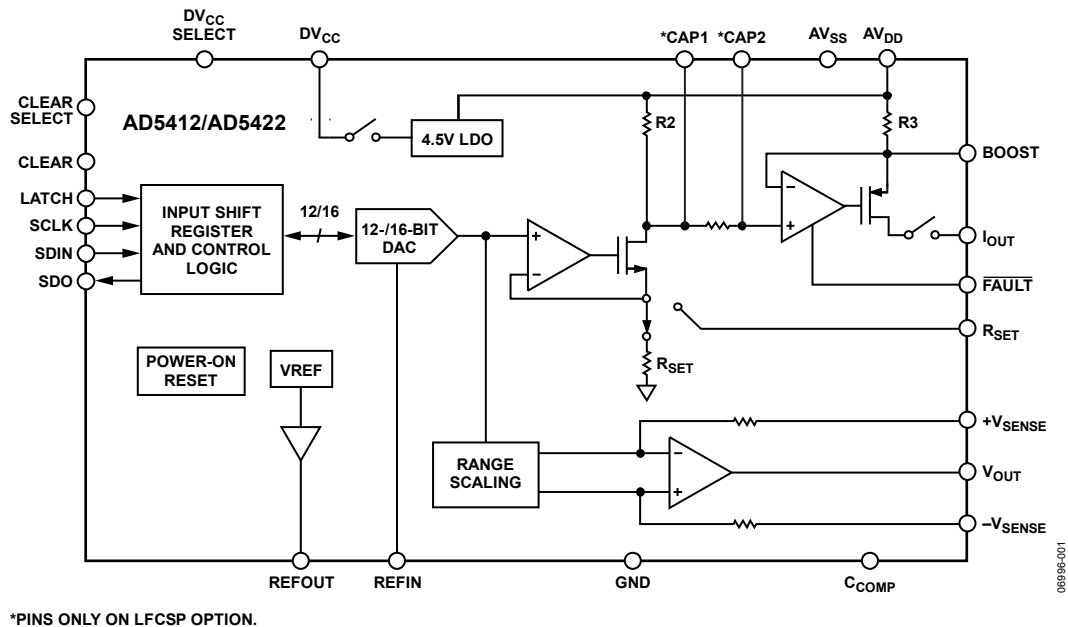 DVCC
SELECT
DVCC
*CAP1
*CAP2
AVSS
AVDD
CLEAR
SELECT
AD5412/AD5422
4.5V LDO
R2
R3
CLEAR
BOOST
LATCH
SCLK
SDIN
SDO
INPUT SHIFT
REGISTER
AND CONTROL
LOGIC
12/16
12-/16-BIT
DAC
+
−
−
+
IOUT
FAULT
RSET
RSET
POWER-ON
RESET
VREF
RANGE
SCALING
−
+
+VSENSE
VOUT
−VSENSE
REFOUT
REFIN
GND
CCOMP
06996-001
*PINS ONLY ON LFCSP OPTION.